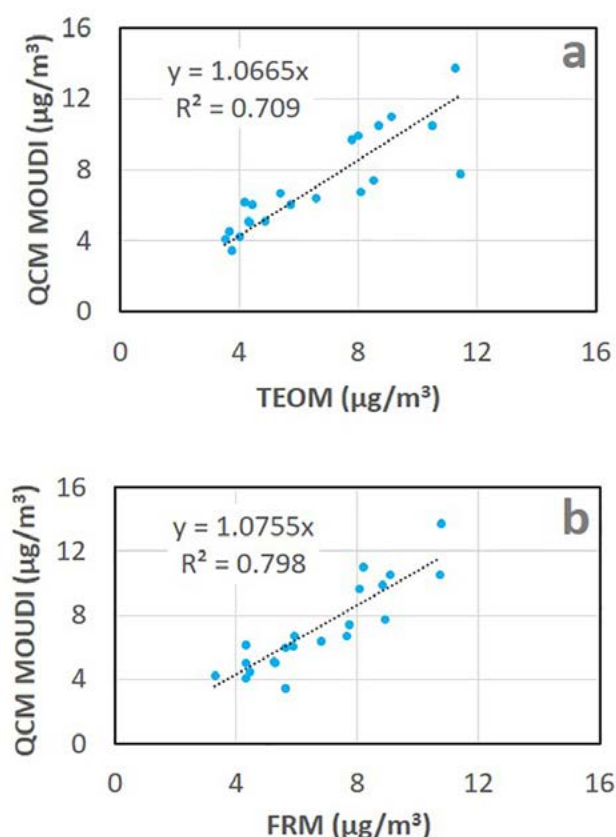 a
y = 1.0665x
R² = 0.709
QCM MOUDI (µg/m³)
16
12
8
4
0
0 4 8 12 16
TEOM (µg/m³)
b
y = 1.0755x
R² = 0.798
QCM MOUDI (µg/m³)
16
12
8
4
0
0 4 8 12 16
FRM (µg/m³)